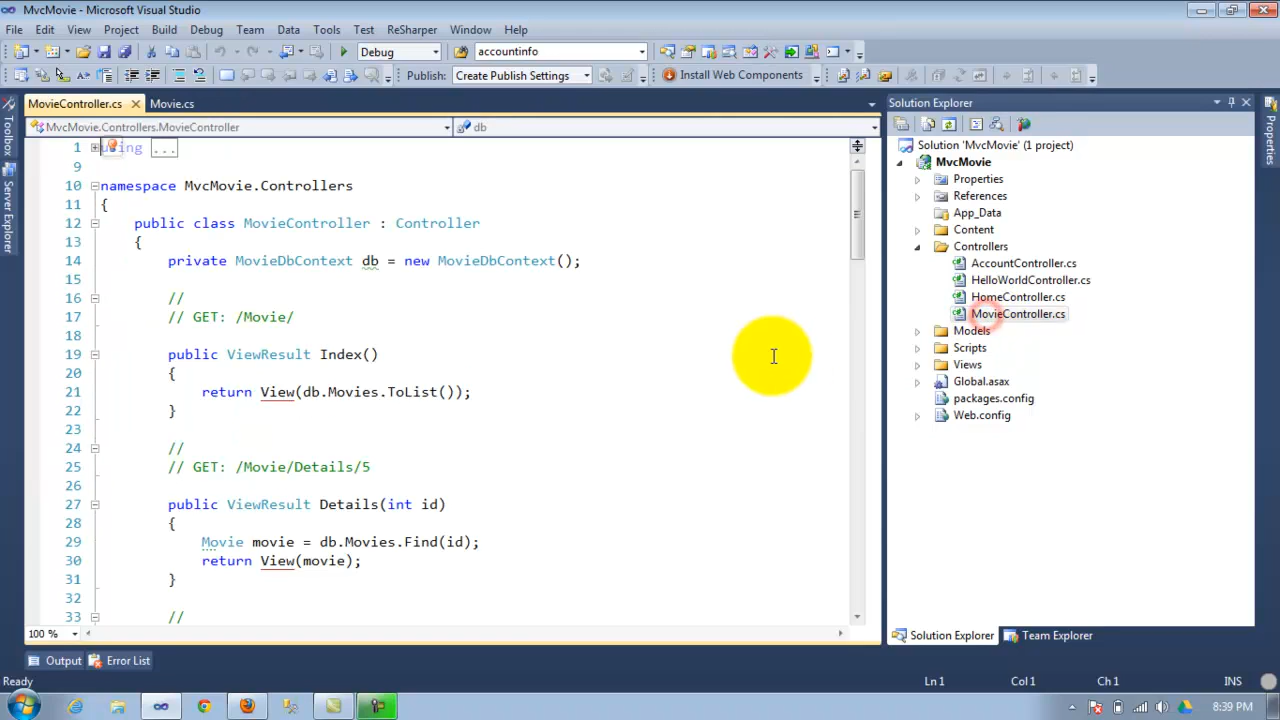 MvcMovie - Microsoft Visual Studio
File Edit View Project Build Debug Team Data Tools Test ReSharper Window Help
Debug accountinfo
Publish: Create Publish Settings Install Web Components
MovieController.cs Movie.cs
MvcMovie.Controllers.MovieController db
1 using ...
9
10 namespace MvcMovie.Controllers
11 {
12 public class MovieController : Controller
13 {
14 private MovieDbContext db = new MovieDbContext();
15
16 //
17 // GET: /Movie/
18
19 public ViewResult Index()
20 {
21 return View(db.Movies.ToList());
22 }
23
24 //
25 // GET: /Movie/Details/5
26
27 public ViewResult Details(int id)
28 {
29 Movie movie = db.Movies.Find(id);
30 return View(movie);
31 }
32
33 //
100 %
Toolbox
Server Explorer
Solution Explorer
Solution 'MvcMovie' (1 project)
MvcMovie
Properties
References
App_Data
Content
Controllers
AccountController.cs
HelloWorldController.cs
HomeController.cs
MovieController.cs
Models
Scripts
Views
Global.asax
packages.config
Web.config
Solution Explorer Team Explorer
Properties
Output Error List
Ready Ln 1 Col 1 Ch 1 INS
8:39 PM